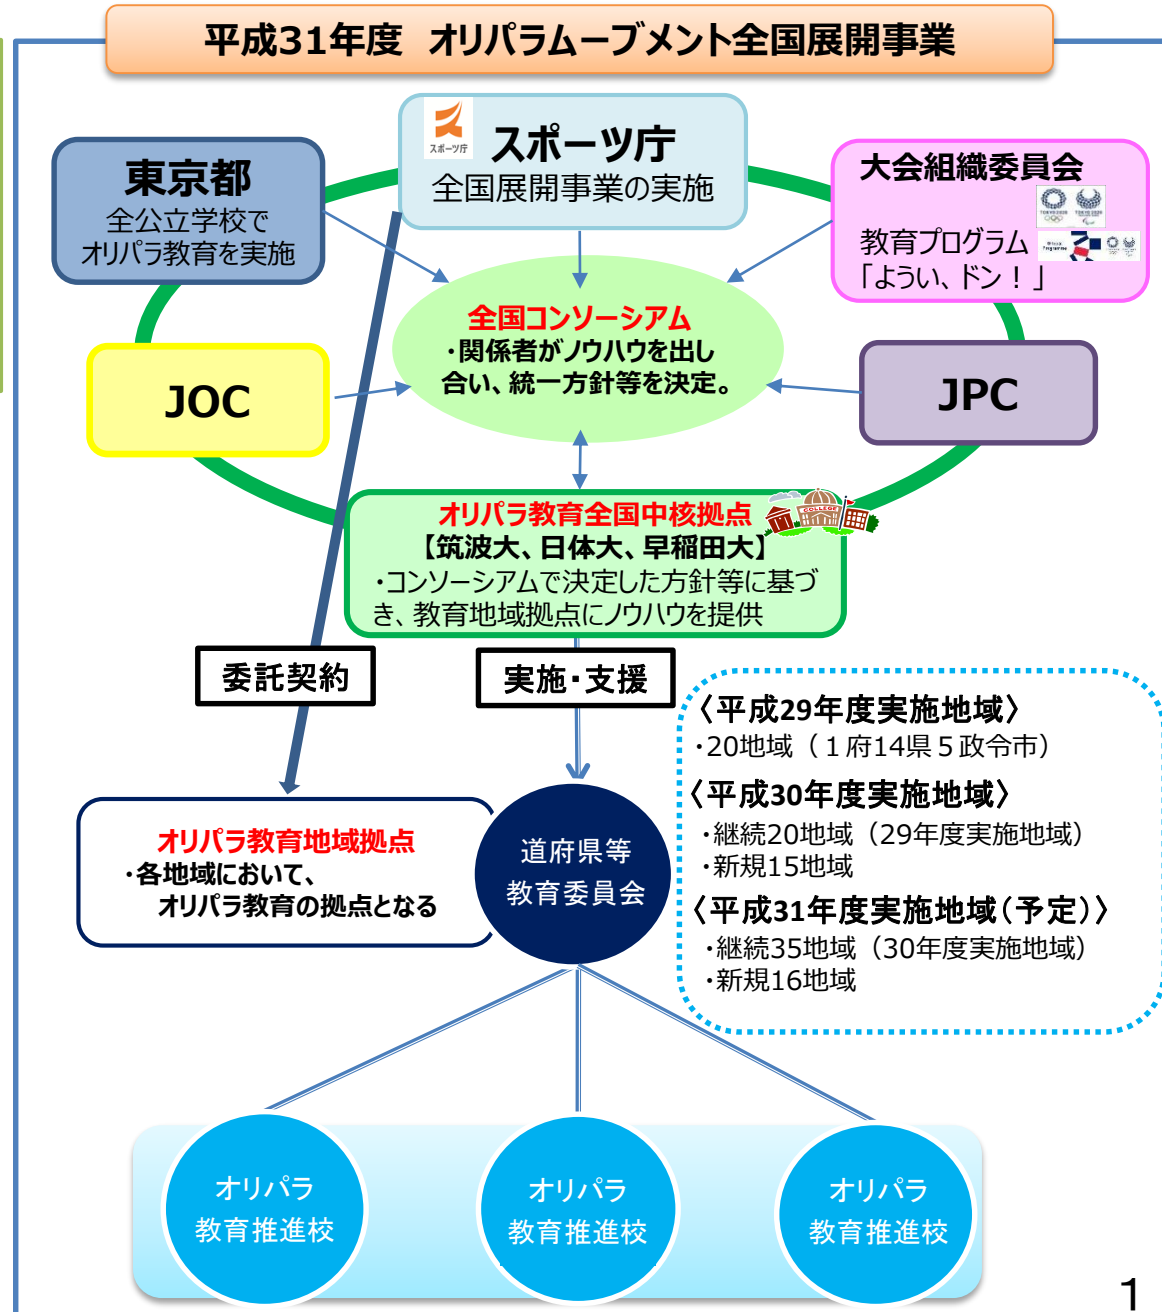 平成31年度 オリパラムーブメント全国展開事業
スポーツ庁
スポーツ庁
全国展開事業の実施
東京都
全公立学校で
オリパラ教育を実施
大会組織委員会
TOKYO 2020
TOKYO 2020
教育プログラム
「ようい、ドン！」
全国コンソーシアム
・関係者がノウハウを出し
合い、統一方針等を決定。
JOC
JPC
オリパラ教育全国中核拠点
COLLEGE
【筑波大、日体大、早稲田大】
・コンソーシアムで決定した方針等に基づ
き、教育地域拠点にノウハウを提供
委託契約
実施・支援
〈平成29年度実施地域〉
・20地域（１府14県５政令市）
〈平成30年度実施地域〉
・継続20地域（29年度実施地域）
・新規15地域
〈平成31年度実施地域（予定）〉
・継続35地域（30年度実施地域）
・新規16地域
オリパラ教育地域拠点
・各地域において、
オリパラ教育の拠点となる
道府県等
教育委員会
オリパラ
教育推進校
オリパラ
教育推進校
オリパラ
教育推進校
1